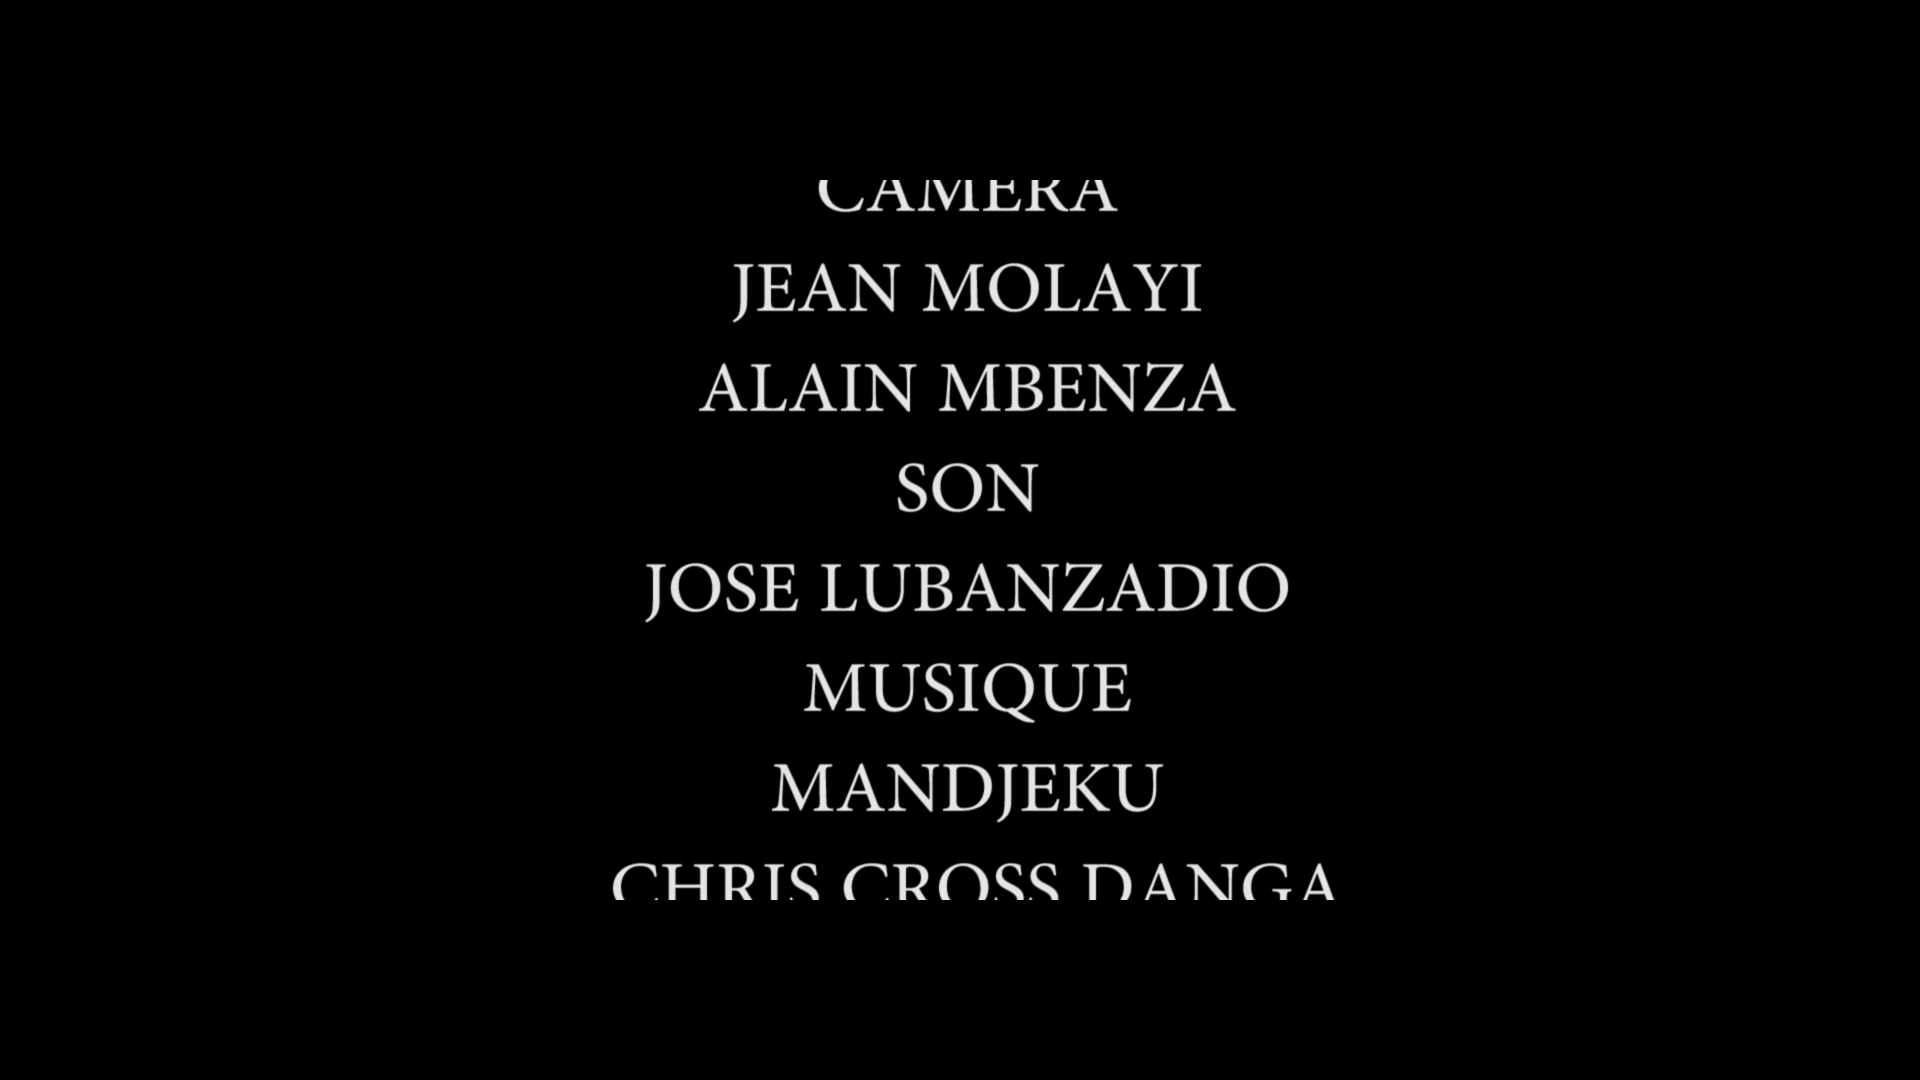 CAMERA
JEAN MOLAYI
ALAIN MBENZA
SON
JOSE LUBANZADIO
MUSIQUE
MANDJEKU
CHRIS CROSS DANGA